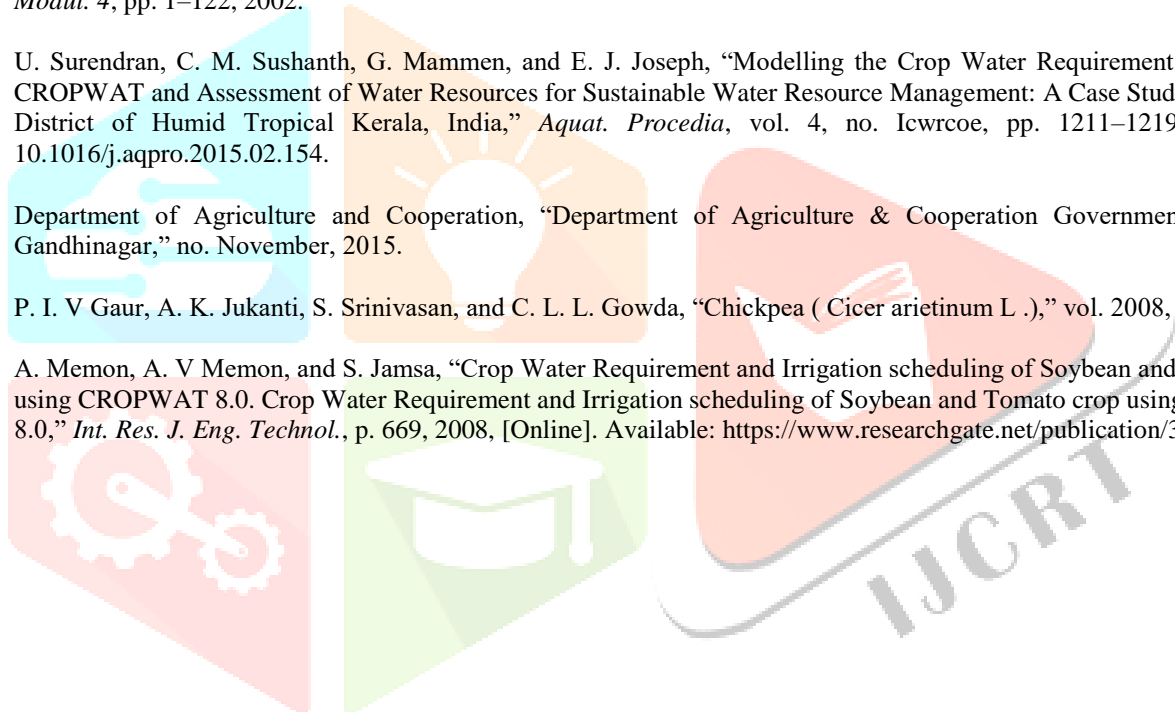 Modul. 4, pp. 1–122, 2002.
U. Surendran, C. M. Sushanth, G. Mammen, and E. J. Joseph, “Modelling the Crop Water Requirement
CROPWAT and Assessment of Water Resources for Sustainable Water Resource Management: A Case Stud
District of Humid Tropical Kerala, India,” Aquat. Procedia, vol. 4, no. Icwrcoe, pp. 1211–1219
10.1016/j.aqpro.2015.02.154.
Department of Agriculture and Cooperation, “Department of Agriculture & Cooperation Governmen
Gandhinagar,” no. November, 2015.
P. I. V Gaur, A. K. Jukanti, S. Srinivasan, and C. L. L. Gowda, “Chickpea ( Cicer arietinum L .),” vol. 2008,
A. Memon, A. V Memon, and S. Jamsa, “Crop Water Requirement and Irrigation scheduling of Soybean and
using CROPWAT 8.0. Crop Water Requirement and Irrigation scheduling of Soybean and Tomato crop using
8.0,” Int. Res. J. Eng. Technol., p. 669, 2008, [Online]. Available: https://www.researchgate.net/publication/3
IJCRT